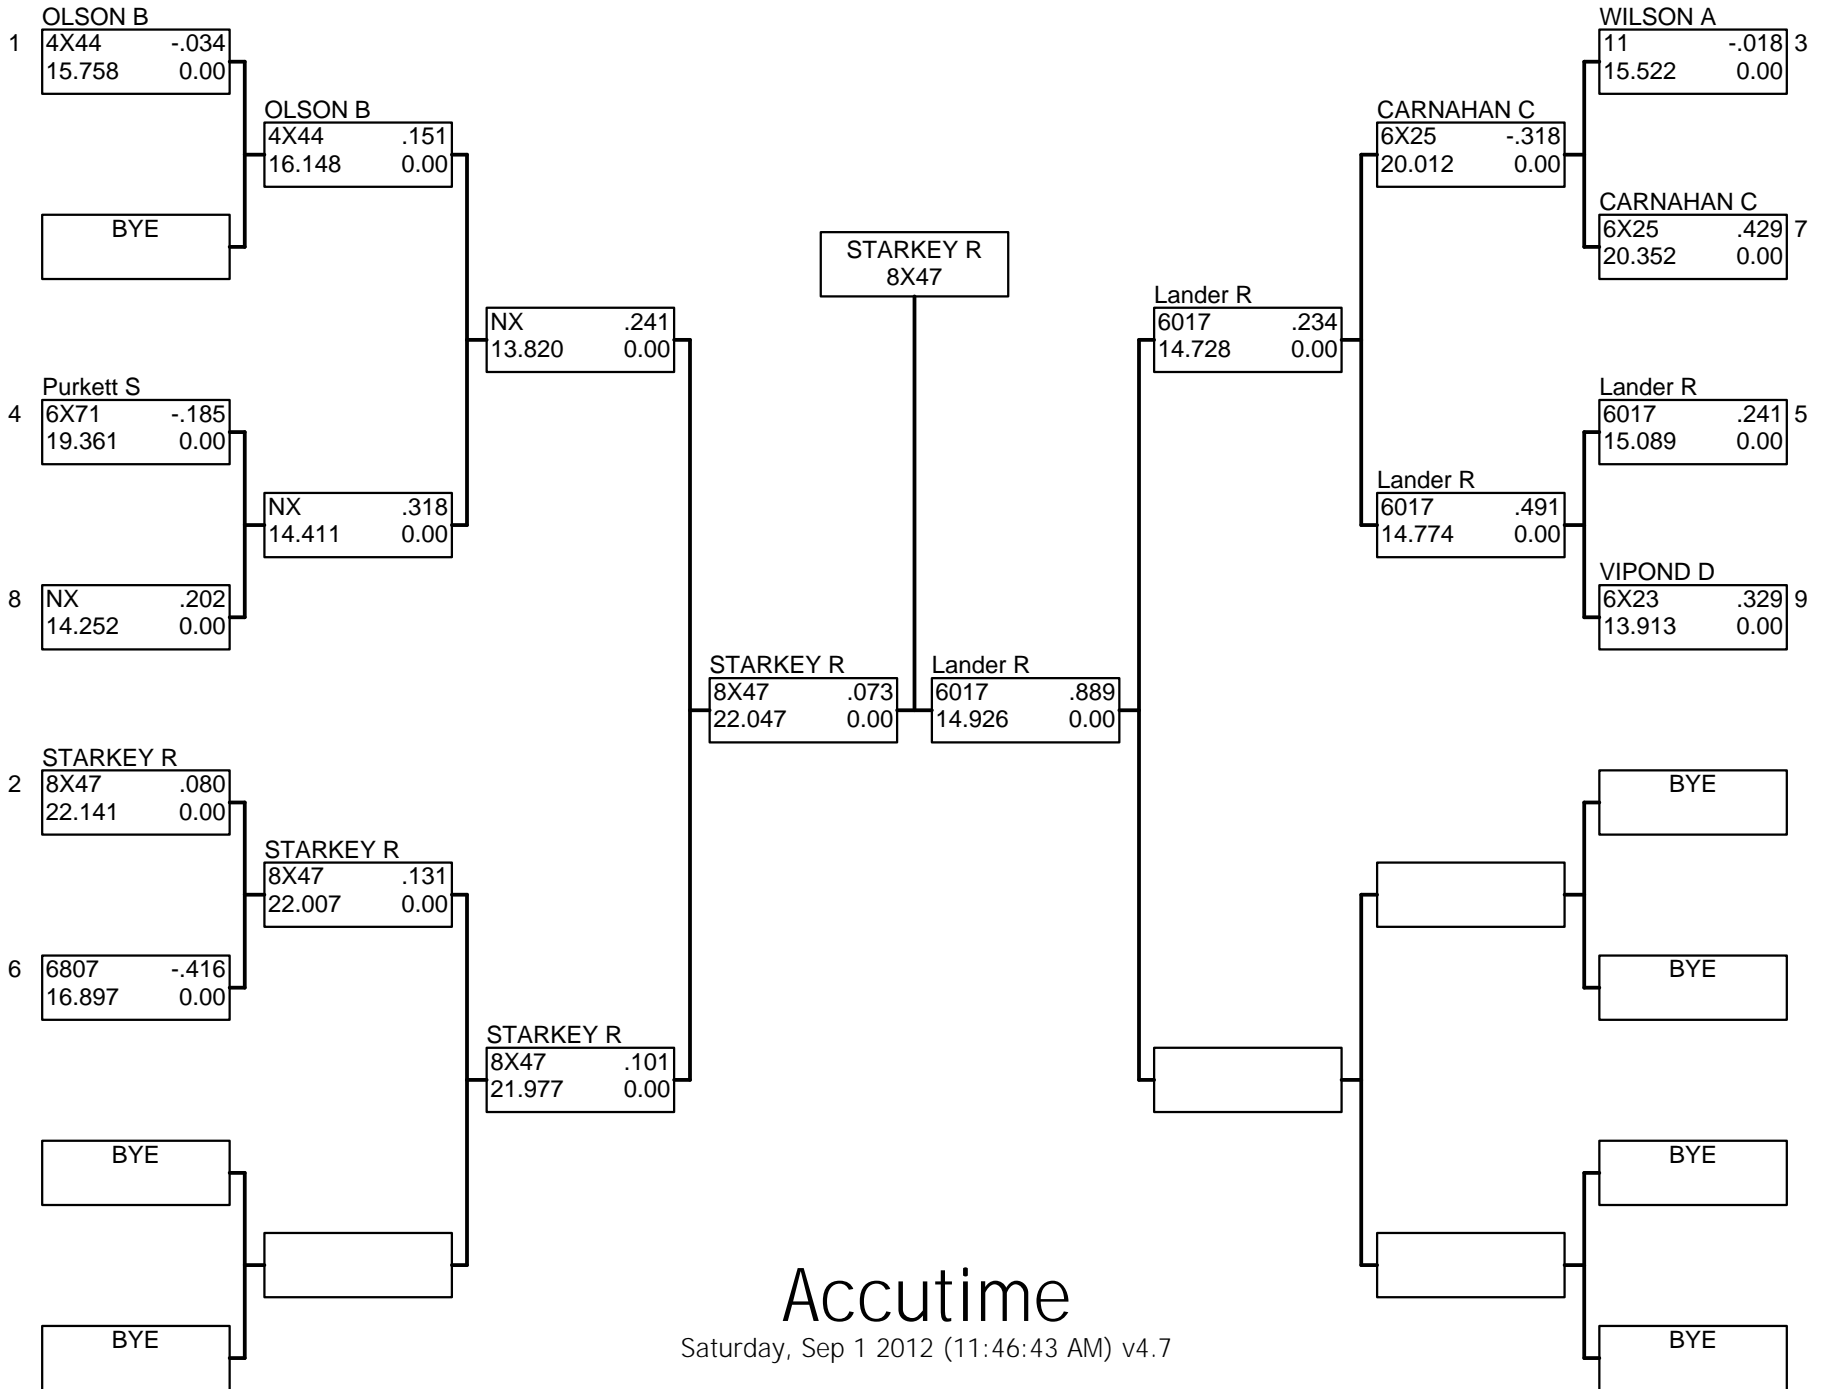 OLSON B
1 4X44 -.034
15.758 0.00
BYE
Purkett S
4 6X71 -.185
19.361 0.00
8 NX .202
14.252 0.00
STARKEY R
2 8X47 .080
22.141 0.00
6 6807 -.416
16.897 0.00
BYE
BYE
OLSON B
4X44 .151
16.148 0.00
NX .318
14.411 0.00
STARKEY R
8X47 .131
22.007 0.00
NX .241
13.820 0.00
STARKEY R
8X47 .101
21.977 0.00
STARKEY R
8X47 .073
22.047 0.00
STARKEY R
8X47
Lander R
6017 .889
14.926 0.00
Lander R
6017 .234
14.728 0.00
CARNAHAN C
6X25 -.318
20.012 0.00
Lander R
6017 .491
14.774 0.00
WILSON A
11 -.018 3
15.522 0.00
CARNAHAN C
6X25 .429 7
20.352 0.00
Lander R
6017 .241 5
15.089 0.00
VIPOND D
6X23 .329 9
13.913 0.00
BYE
BYE
BYE
BYE
Accutime
Saturday, Sep 1 2012 (11:46:43 AM) v4.7